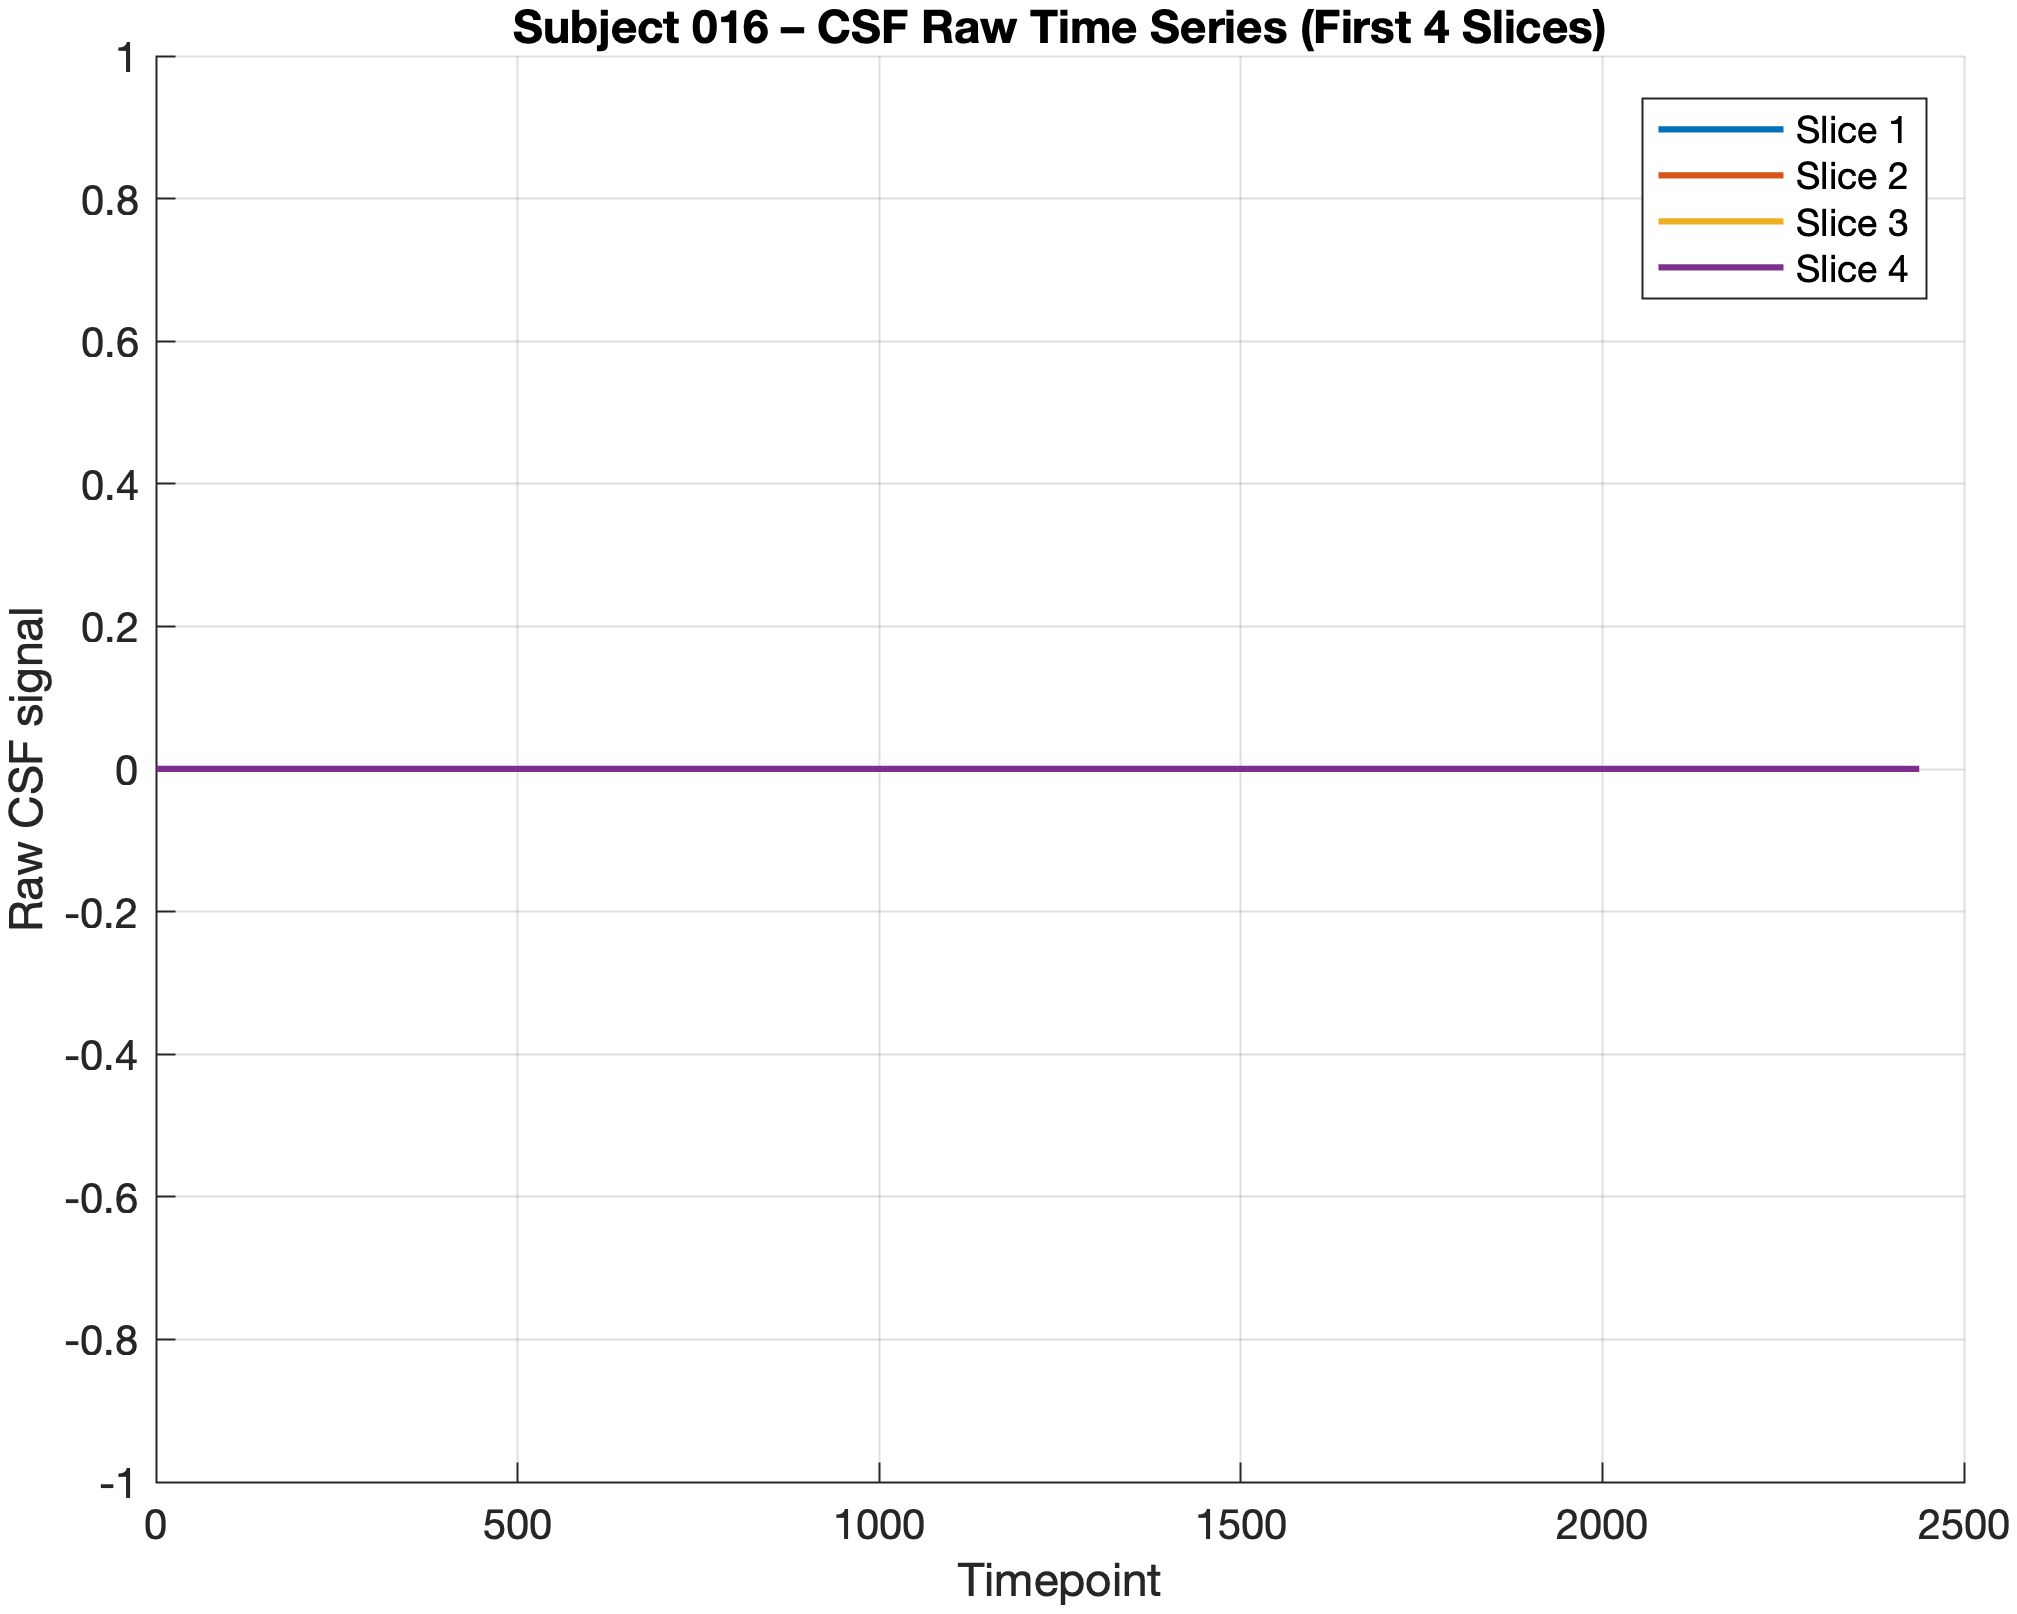 Subject 016 – CSF Raw Time Series (First 4 Slices)
1
0.8
0.6
0.4
0.2
0
-0.2
-0.4
-0.6
-0.8
-1
Raw CSF signal
Slice 1
Slice 2
Slice 3
Slice 4
0 500 1000 1500 2000 2500
Timepoint